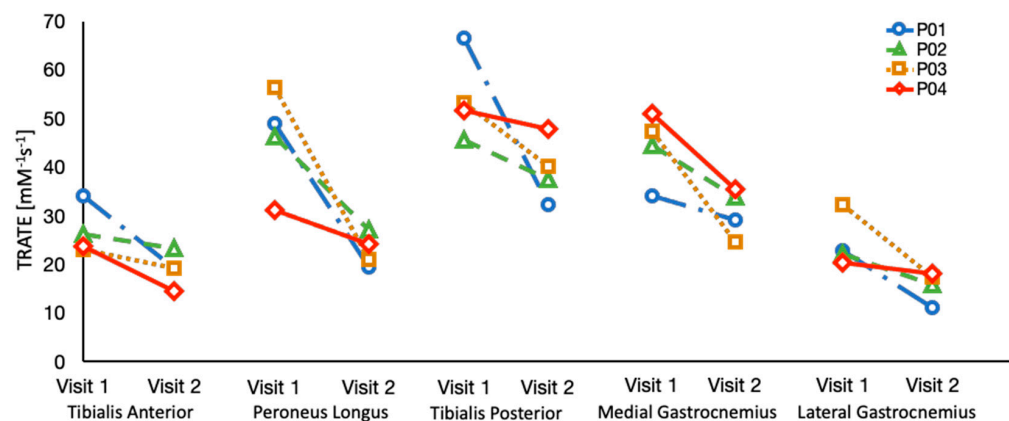 70
60
50
40
30
20
10
0
TRATE [mM⁻¹s⁻¹]
P01
P02
P03
P04
Visit 1 Visit 2 Visit 1 Visit 2 Visit 1 Visit 2 Visit 1 Visit 2 Visit 1 Visit 2
Tibialis Anterior Peroneus Longus Tibialis Posterior Medial Gastrocnemius Lateral Gastrocnemius